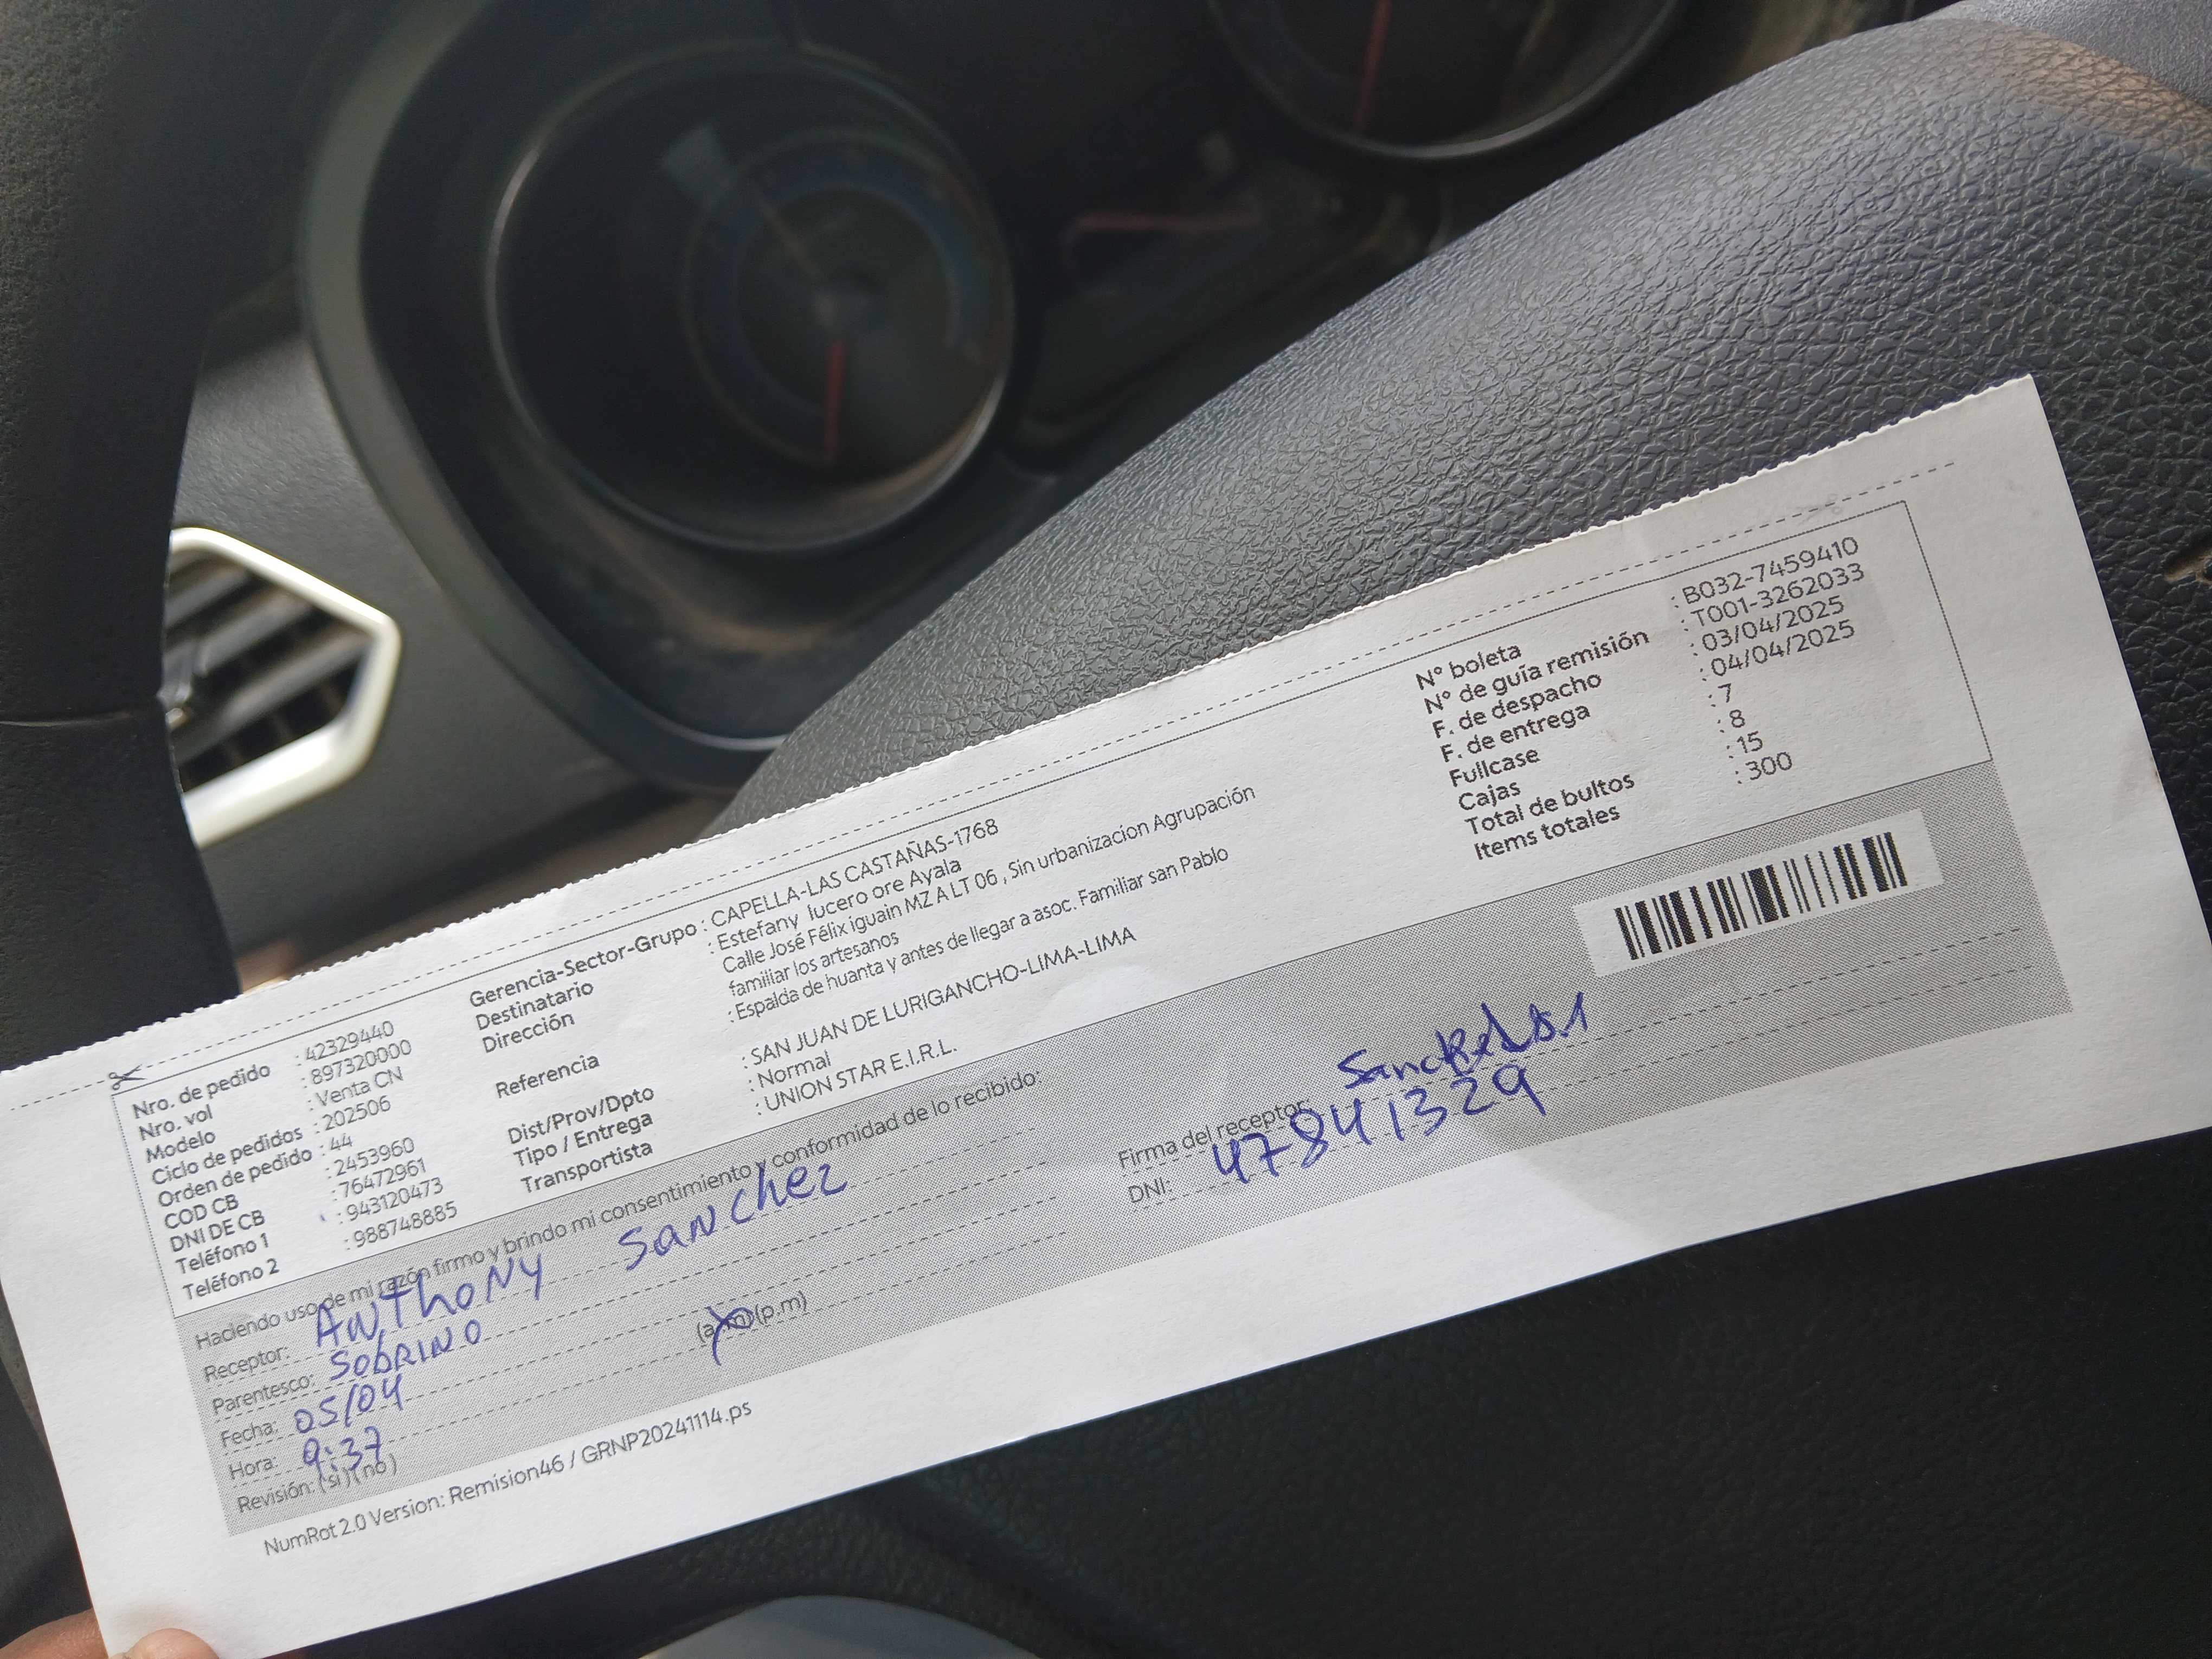 Nro. de pedido : 42329440
Nro. vol : 897320000
Modelo : Venta CN
Ciclo de pedidos : 202506
Orden de pedido : 44
COD CB : 2453960
DNI DE CB : 76472961
Teléfono 1 : 943120473
Teléfono 2 : 988748885
Gerencia-Sector-Grupo : CAPELLA-LAS CASTAÑAS-1768
Destinatario : Estefany lucero ore Ayala
Dirección Calle José Félix iguain MZ A LT 06 , Sin urbanizacion Agrupación
familiar los artesanos
Referencia : Espalda de huanta y antes de llegar a asoc. Familiar san Pablo
Dist/Prov/Dpto : SAN JUAN DE LURIGANCHO-LIMA-LIMA
Tipo / Entrega : Normal
Transportista : UNION STAR E.I.R.L.
N° boleta : B032-7459410
N° de guía remisión : T001-3262033
F. de despacho : 03/04/2025
F. de entrega : 04/04/2025
Fullcase : 7
Cajas : 8
Total de bultos : 15
Items totales : 300
Haciendo uso de mi razón firmo y brindo mi consentimiento y conformidad de lo recibido:
Receptor: ANThoNY SANchez
Parentesco: SObRINO
Fecha: 05/04
Hora: 9:37 (a.m) (p.m)
Revisión: (si) (no)
Firma del receptor:
DNI: 47841329
NumRot 2.0 Version: Remision46 / GRNP20241114.ps